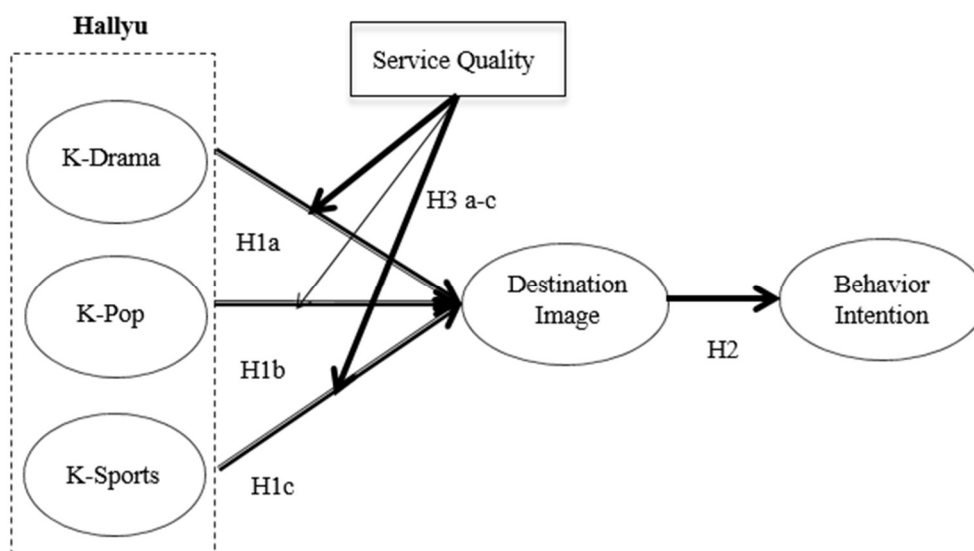 Hallyu
Service Quality
K-Drama
H3 a-c
H1a
K-Pop
Destination
Image
Behavior
Intention
H1b
H2
K-Sports
H1c